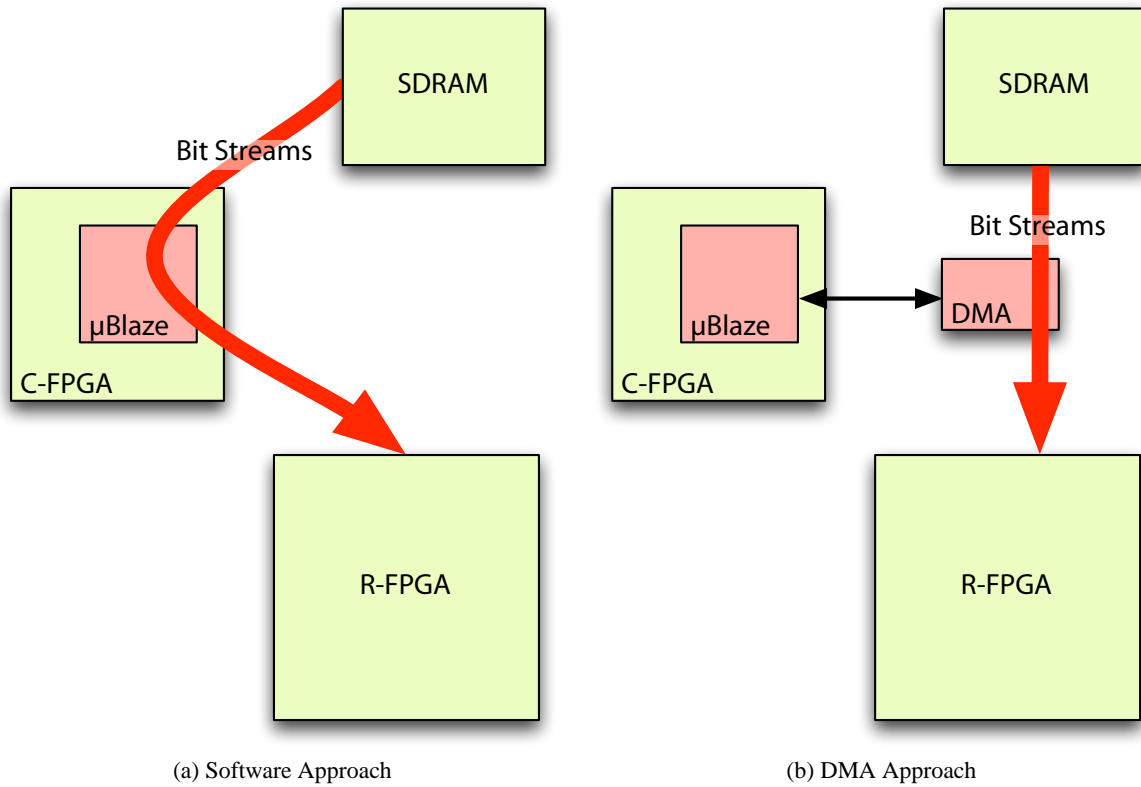 SDRAM
Bit Streams
µBlaze
C-FPGA
R-FPGA
(a) Software Approach
SDRAM
Bit Streams
µBlaze
DMA
C-FPGA
R-FPGA
(b) DMA Approach